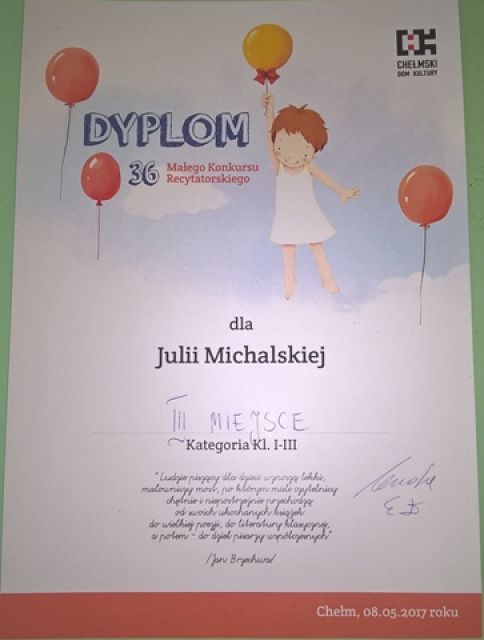 CHEŁMSKI
DOM KULTURY
DYPLOM
36 Małego Konkursu
Recytatorskiego
dla
Julii Michalskiej
III MIEJSCE
Kategoria Kl. I-III
"Ludzie piszący dla dzieci wznoszą lekki,
malowniczy most, po którym mali czytelnicy
chętnie i niepostrzeżenie przechodzą
od swoich ukochanych książek
do wielkiej poezji, do literatury klasycznej,
a potem - do dzieł pisarzy współczesnych"
/Jan Brzechwa/
Chełm, 08.05.2017 roku